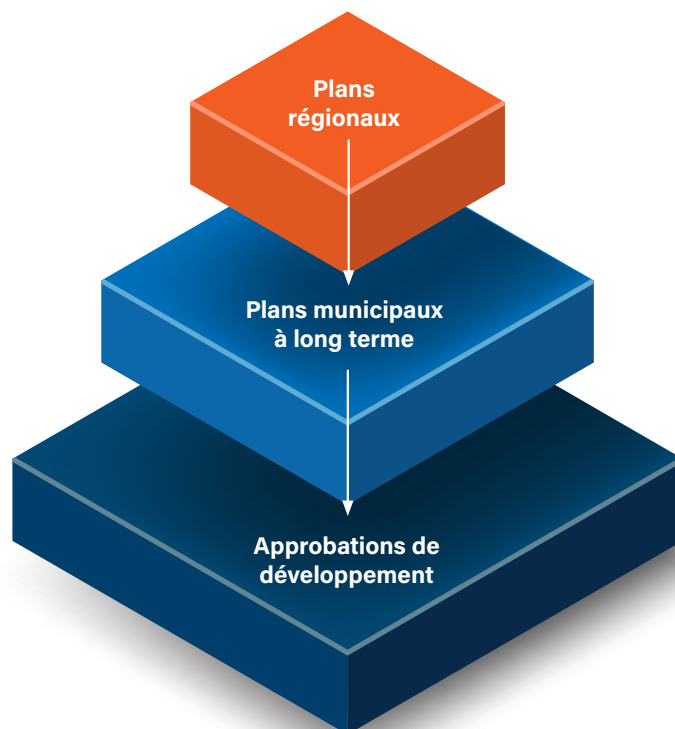 Plans
régionaux
Plans municipaux
à long terme
Approbations de
développement